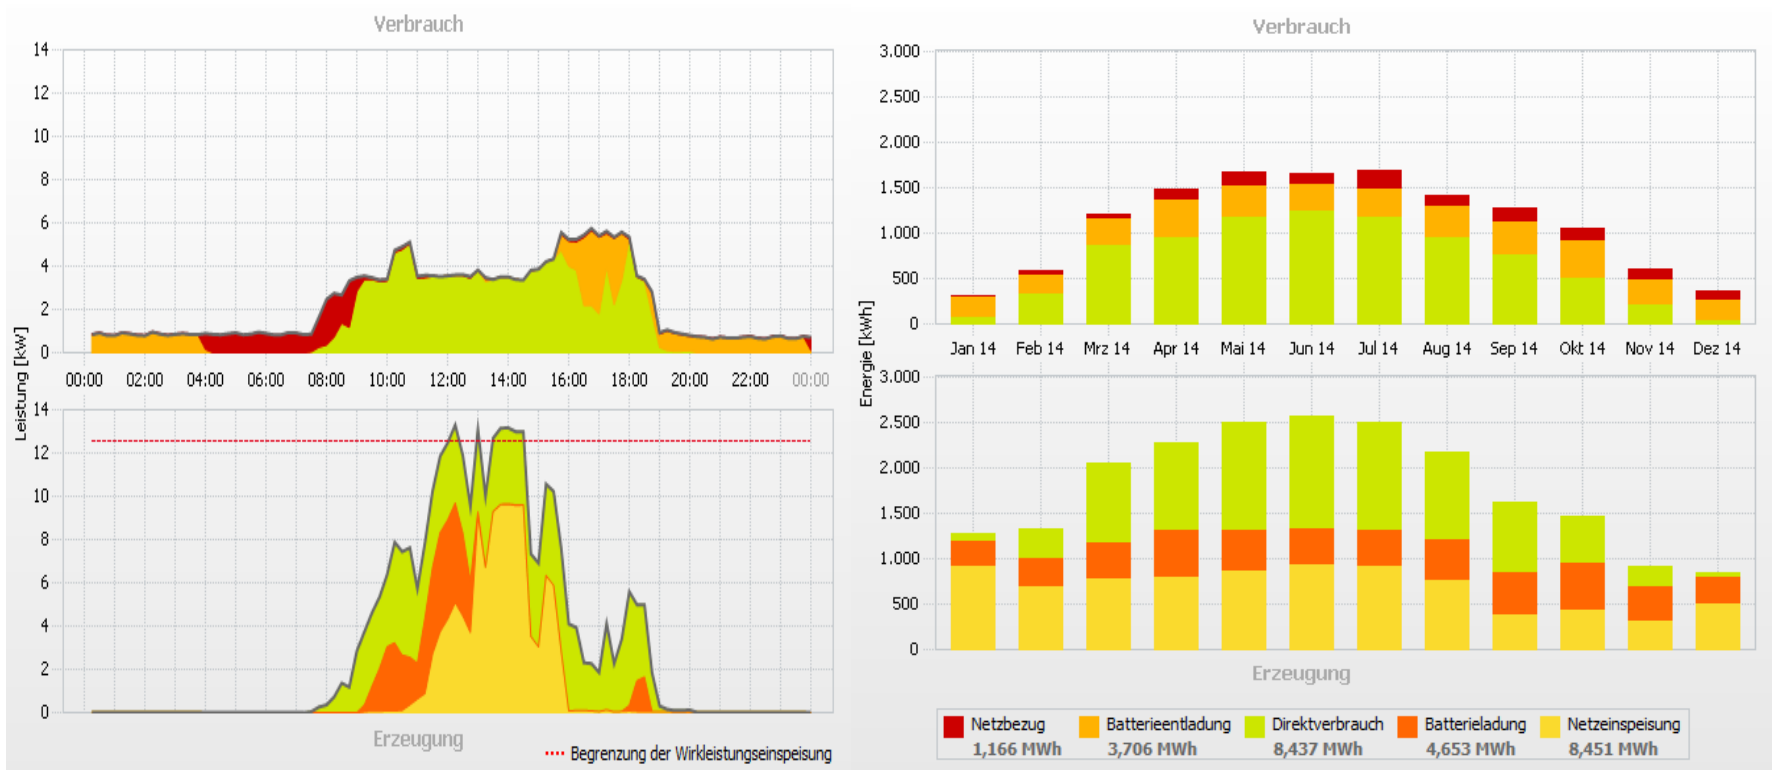 Verbrauch
14
12
10
8
6
4
2
0
00:00 02:00 04:00 06:00 08:00 10:00 12:00 14:00 16:00 18:00 20:00 22:00 00:00
Leistung [kW]
14
12
10
8
6
4
2
0
Erzeugung
Begrenzung der Wirkleistungseinspeisung
Verbrauch
3.000
2.500
2.000
1.500
1.000
500
0
Jan 14 Feb 14 Mrz 14 Apr 14 Mai 14 Jun 14 Jul 14 Aug 14 Sep 14 Okt 14 Nov 14 Dez 14
Energie [kWh]
3.000
2.500
2.000
1.500
1.000
500
0
Erzeugung
Netzbezug Batterieentladung Direktverbrauch Batterieladung Netzeinspeisung
1,166 MWh 3,706 MWh 8,437 MWh 4,653 MWh 8,451 MWh